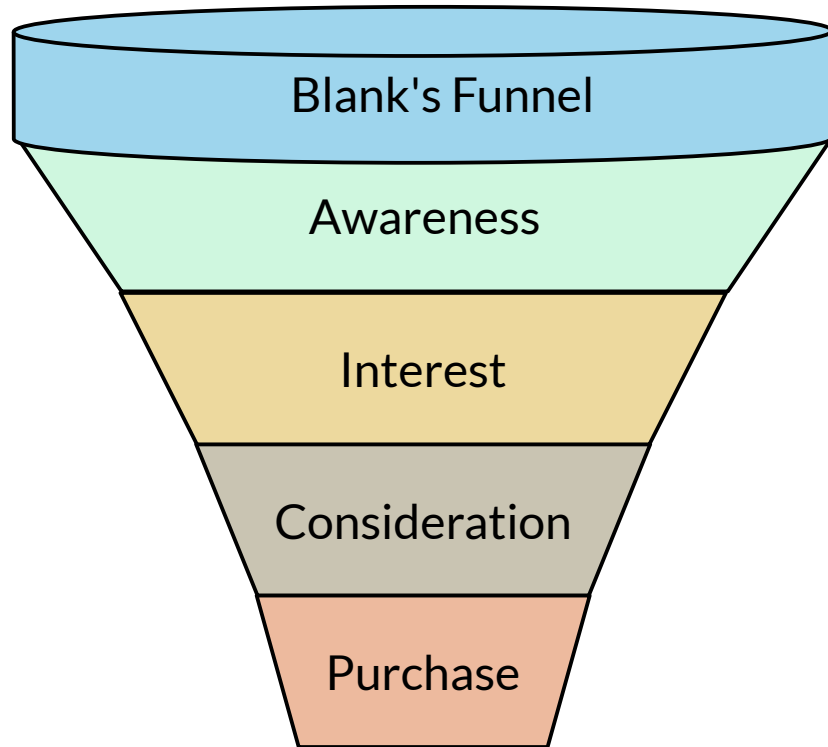 Blank's Funnel
Awareness
Interest
Consideration
Purchase